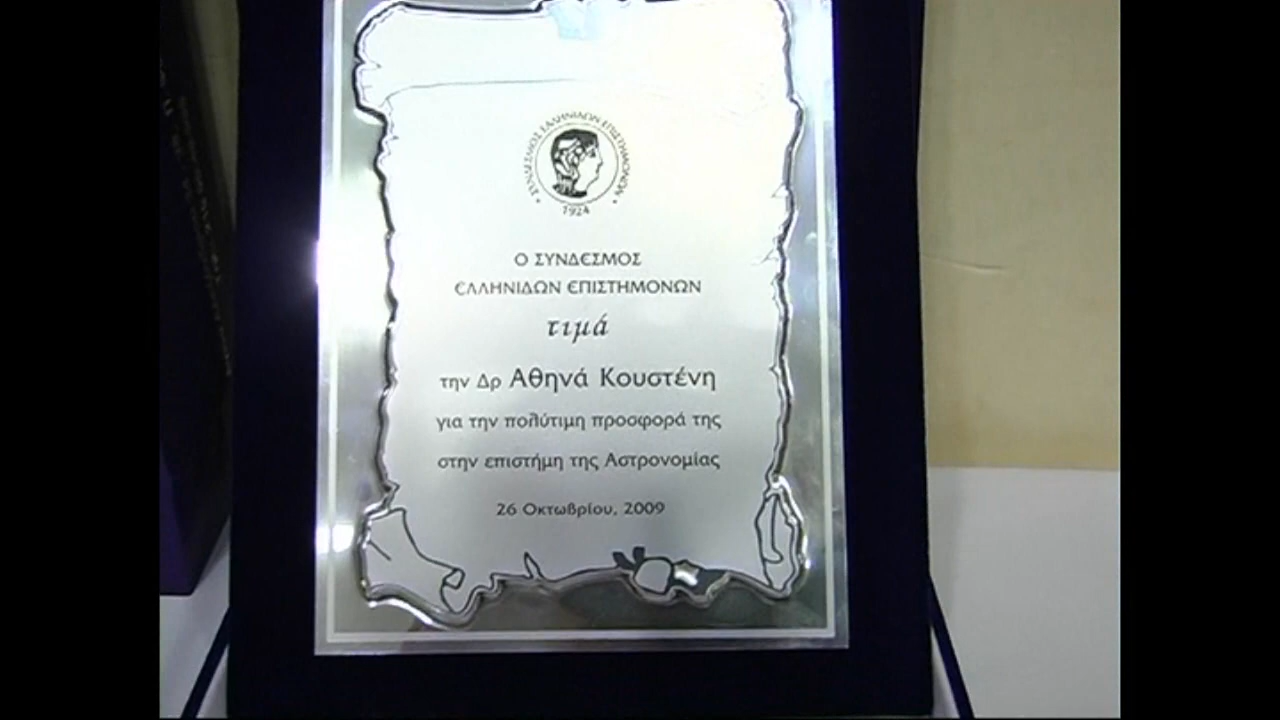 ΣΥΝΔΕΣΜΟΣ ΕΛΛΗΝΙΔΩΝ ΕΠΙΣΤΗΜΟΝΩΝ
1924
Ο ΣΥΝΔΕΣΜΟΣ
ΕΛΛΗΝΙΔΩΝ ΕΠΙΣΤΗΜΟΝΩΝ
τιμά
την Δρ Αθηνά Κουστένη
για την πολύτιμη προσφορά της
στην επιστήμη της Αστρονομίας
26 Οκτωβρίου, 2009